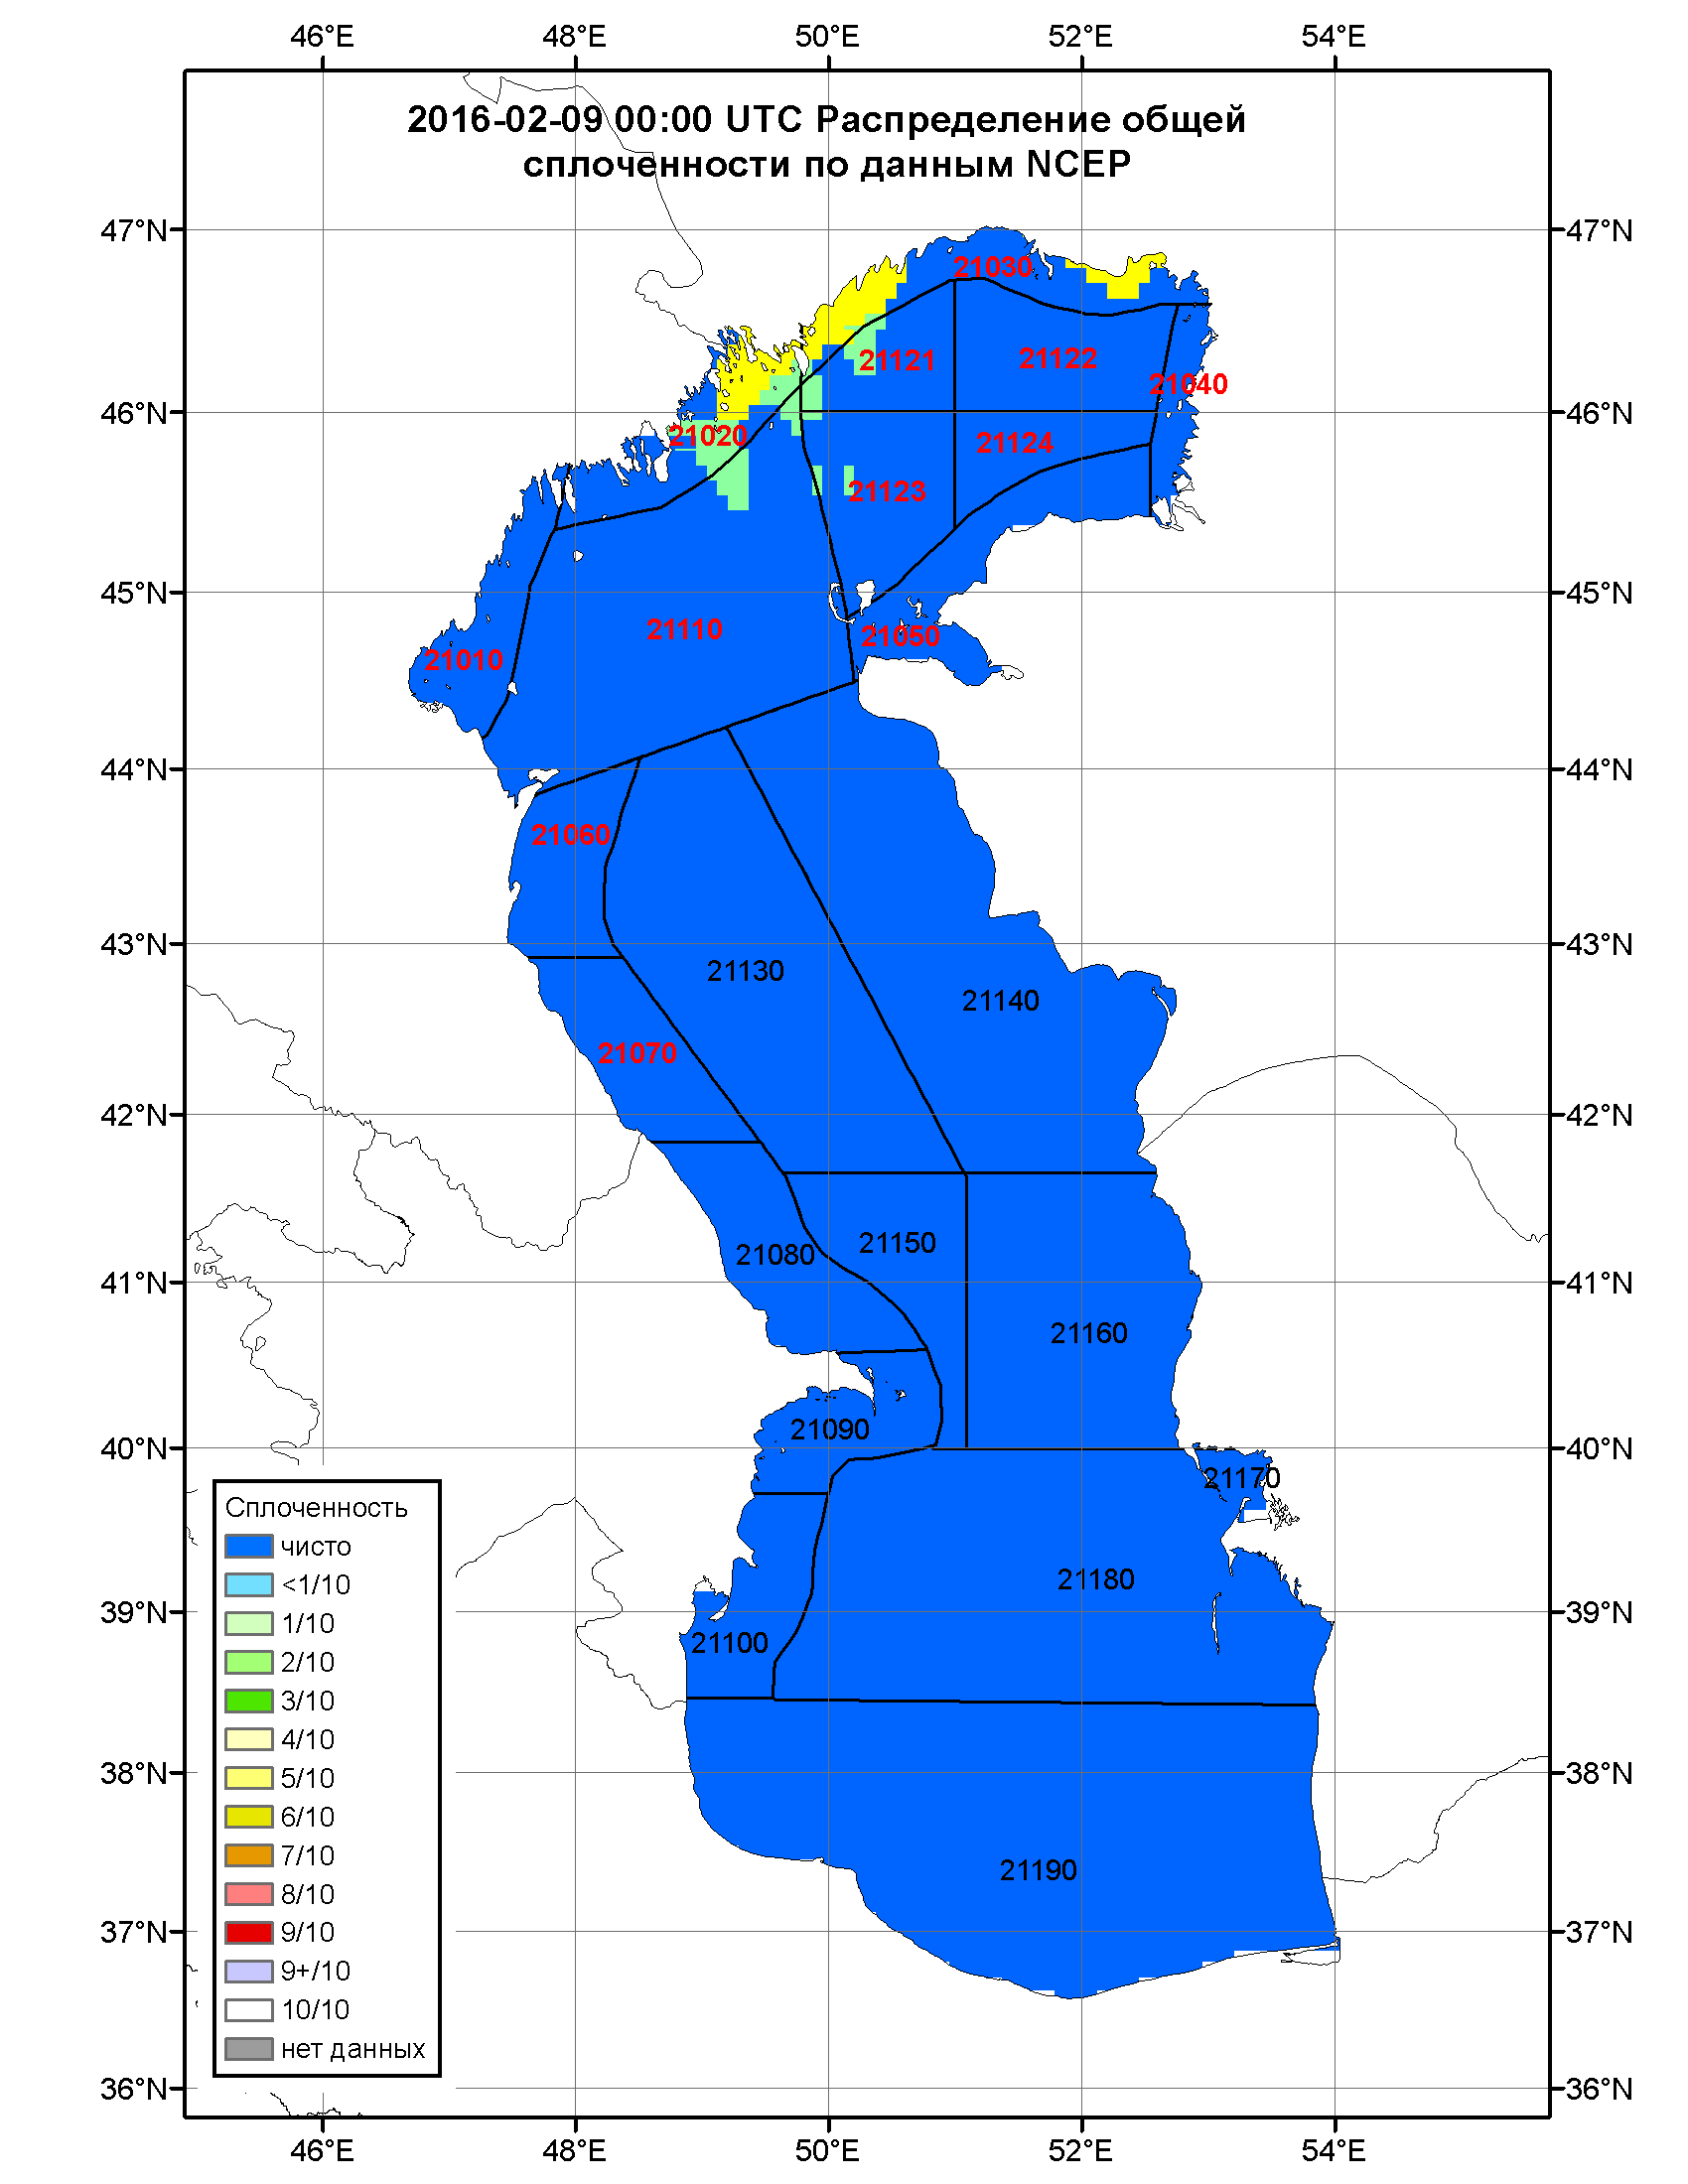 46°E 48°E 50°E 52°E 54°E
2016-02-09 00:00 UTC Распределение общей
сплоченности по данным NCEP
47°N 47°N
21030
21121 21122
21040
46°N 46°N
21020 21124
21123
45°N 45°N
21110 21050
21010
44°N 44°N
21060
43°N 43°N
21130
21140
21070
42°N 42°N
21080 21150
41°N 41°N
21160
21090
40°N 40°N
21170
Сплоченность
чисто
<1/10
21180
39°N 39°N
1/10
21100
2/10
3/10
4/10
38°N 38°N
5/10
6/10
7/10
21190
8/10
37°N 37°N
9/10
9+/10
10/10
нет данных
36°N 36°N
46°E 48°E 50°E 52°E 54°E